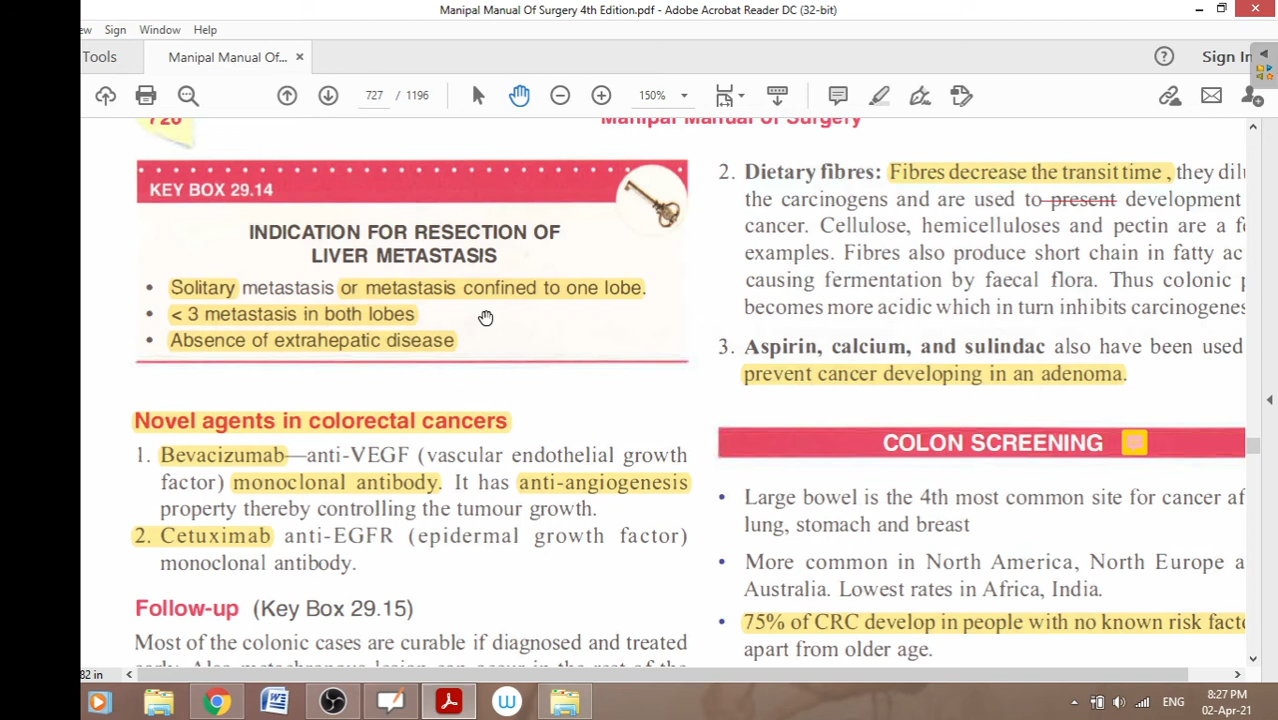 Manipal Manual Of Surgery 4th Edition.pdf - Adobe Acrobat Reader DC (32-bit)
Sign Window Help
Tools
Manipal Manual Of... ×
Sign In
727 / 1196
150%
Manipal Manual of Surgery
KEY BOX 29.14
INDICATION FOR RESECTION OF
LIVER METASTASIS
• Solitary metastasis or metastasis confined to one lobe.
• < 3 metastasis in both lobes
• Absence of extrahepatic disease
Novel agents in colorectal cancers
1. Bevacizumab—anti-VEGF (vascular endothelial growth
factor) monoclonal antibody. It has anti-angiogenesis
property thereby controlling the tumour growth.
2. Cetuximab anti-EGFR (epidermal growth factor)
monoclonal antibody.
Follow-up (Key Box 29.15)
Most of the colonic cases are curable if diagnosed and treated
2. Dietary fibres: Fibres decrease the transit time , they
the carcinogens and are used to present development
cancer. Cellulose, hemicelluloses and pectin are a
examples. Fibres also produce short chain in fatty
causing fermentation by faecal flora. Thus colonic
becomes more acidic which in turn inhibits
3. Aspirin, calcium, and sulindac also have been used
prevent cancer developing in an adenoma.
COLON SCREENING
• Large bowel is the 4th most common site for cancer
lung, stomach and breast
• More common in North America, North Europe
Australia. Lowest rates in Africa, India.
• 75% of CRC develop in people with no known risk
apart from older age.
82 in
ENG
8:27 PM
02-Apr-21